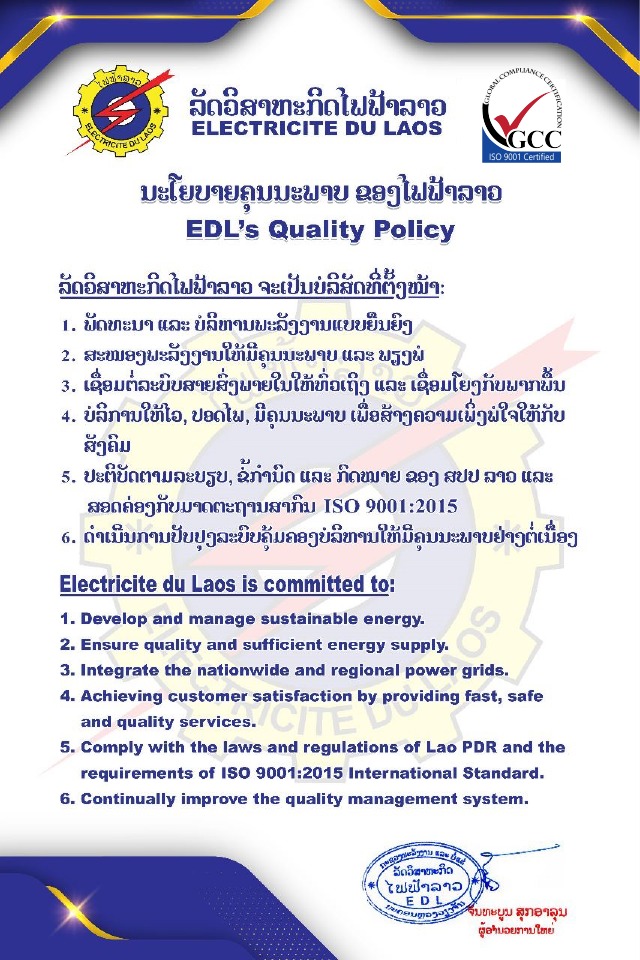 ໄຟຟ້າລາວ
ELECTRICITE DU LAOS
ລັດວິສາຫະກິດໄຟຟ້າລາວ
ELECTRICITE DU LAOS
GLOBAL COMPLIANCE CERTIFICATION
GCC
ISO 9001 Certified
ນະໂຍບາຍຄຸນນະພາບ ຂອງໄຟຟ້າລາວ
EDL's Quality Policy
ລັດວິສາຫະກິດໄຟຟ້າລາວ ຈະເປັນບໍລິສັດທີ່ຕັ້ງໜ້າ:
1. ພັດທະນາ ແລະ ບໍລິຫານພະລັງງານແບບຍືນຍົງ
2. ສະໜອງພະລັງງານໃຫ້ມີຄຸນນະພາບ ແລະ ພຽງພໍ
3. ເຊື່ອມຕໍ່ລະບົບສາຍສົ່ງພາຍໃນໃຫ້ທົ່ວເຖິງ ແລະ ເຊື່ອມໂຍງກັບພາກພື້ນ
4. ບໍລິການໃຫ້ໄວ, ປອດໄພ, ມີຄຸນນະພາບ ເພື່ອສ້າງຄວາມເພິ່ງພໍໃຈໃຫ້ກັບ
ສັງຄົມ
5. ປະຕິບັດຕາມລະບຽບ, ຂໍ້ກຳນົດ ແລະ ກົດໝາຍ ຂອງ ສປປ ລາວ ແລະ
ສອດຄ່ອງກັບມາດຕະຖານສາກົນ ISO 9001:2015
6. ດຳເນີນການປັບປຸງລະບົບຄຸ້ມຄອງບໍລິຫານໃຫ້ມີຄຸນນະພາບຢ່າງຕໍ່ເນື່ອງ
Electricite du Laos is committed to:
1. Develop and manage sustainable energy.
2. Ensure quality and sufficient energy supply.
3. Integrate the nationwide and regional power grids.
4. Achieving customer satisfaction by providing fast, safe
and quality services.
5. Comply with the laws and regulations of Lao PDR and the
requirements of ISO 9001:2015 International Standard.
6. Continually improve the quality management system.
ລັດວິສາຫະກິດ
ໄຟຟ້າລາວ
E D L
ຈັນທະບູນ ສຸກອາລຸນ
ຜູ້ອຳນວຍການໃຫຍ່